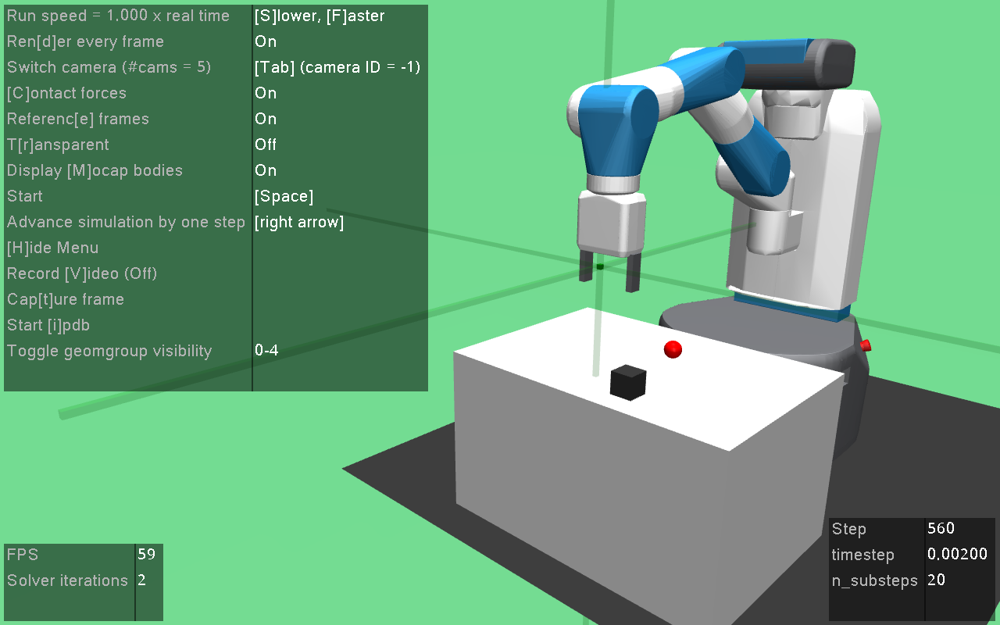 Run speed = 1.000 x real time [S]lower, [F]aster
Ren[d]er every frame On
Switch camera (#cams = 5) [Tab] (camera ID = -1)
[C]ontact forces On
Referenc[e] frames On
T[r]ansparent Off
Display [M]ocap bodies On
Start [Space]
Advance simulation by one step [right arrow]
[H]ide Menu
Record [V]ideo (Off)
Cap[t]ure frame
Start [i]pdb
Toggle geomgroup visibility 0-4
FPS 59
Solver iterations 2
Step 560
timestep 0.00200
n_substeps 20